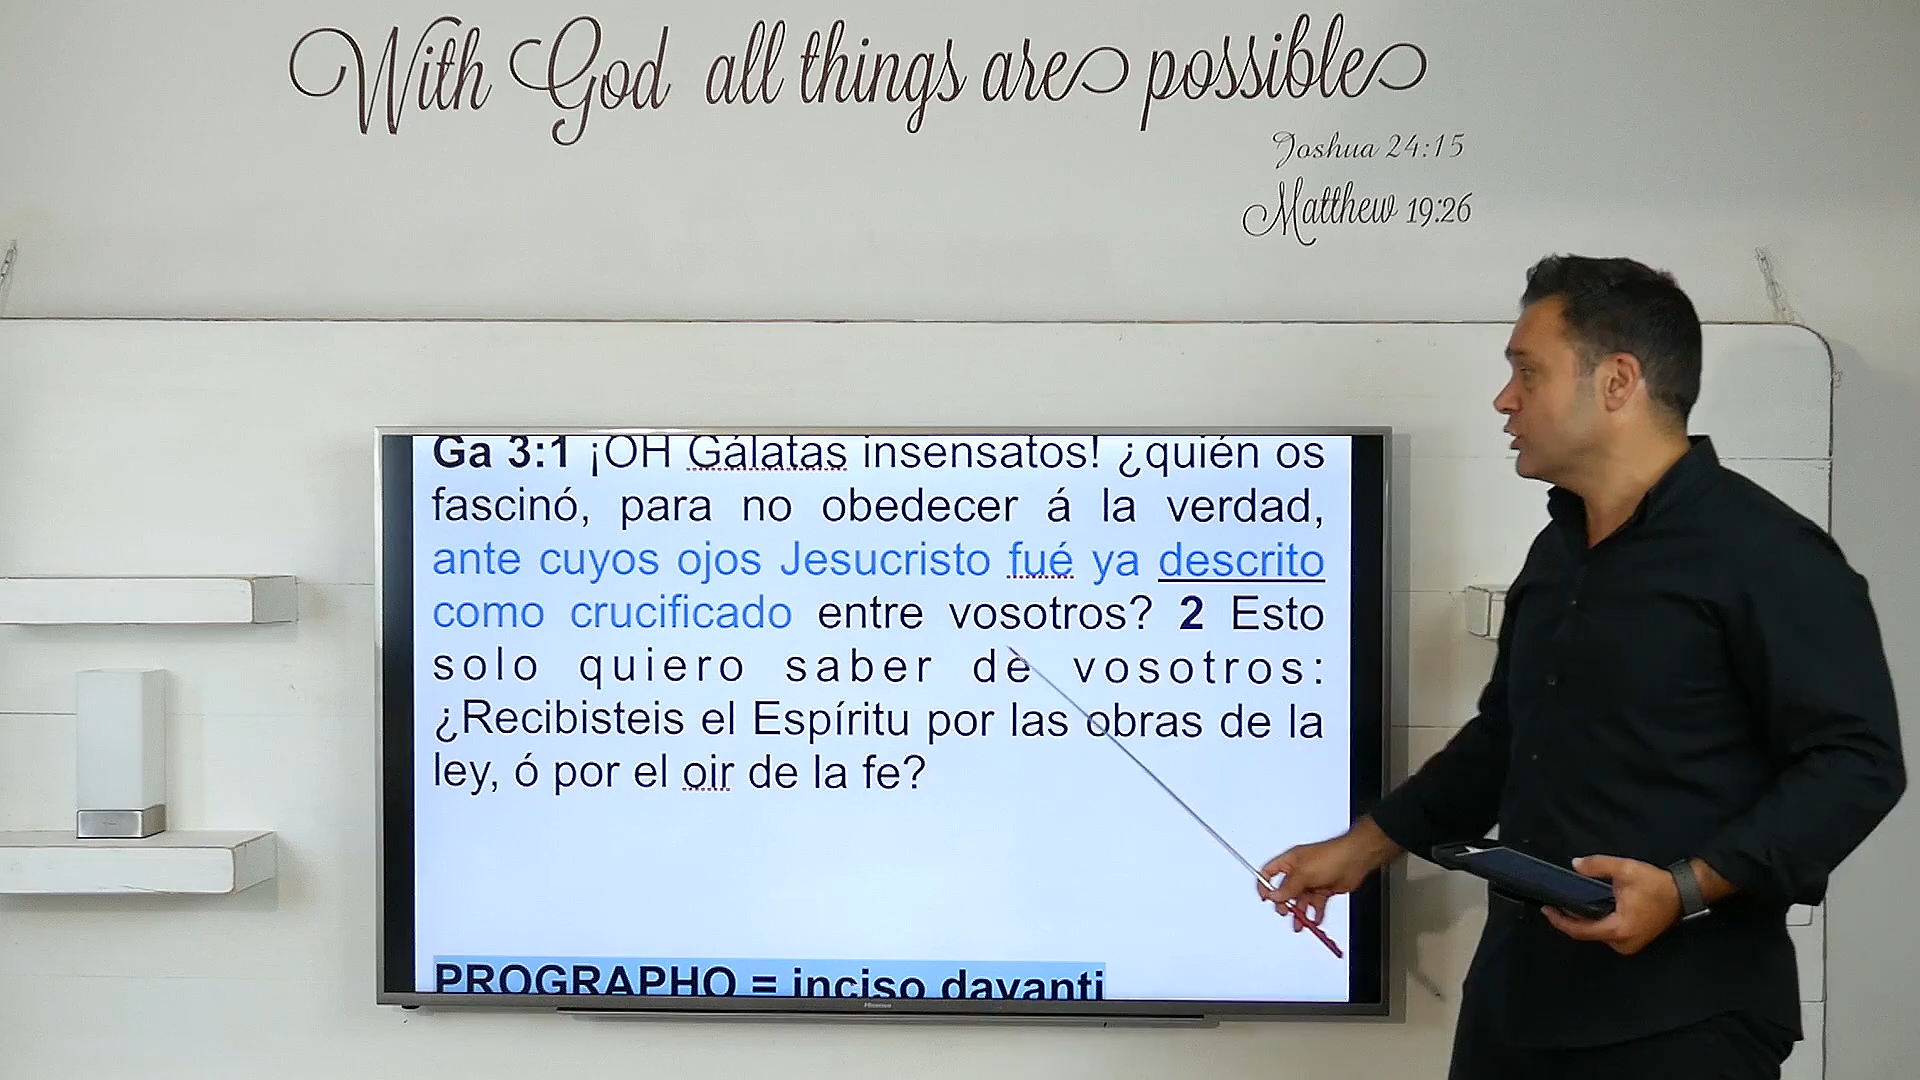 With God all things are possible
Joshua 24:15
Matthew 19:26
Ga 3:1 ¡OH Gálatas insensatos! ¿quién os
fascinó, para no obedecer á la verdad,
ante cuyos ojos Jesucristo fué ya descrito
como crucificado entre vosotros? 2 Esto
solo quiero saber de vosotros:
¿Recibisteis el Espíritu por las obras de la
ley, ó por el oir de la fe?
PROGRAPHO = inciso davanti
Hisense